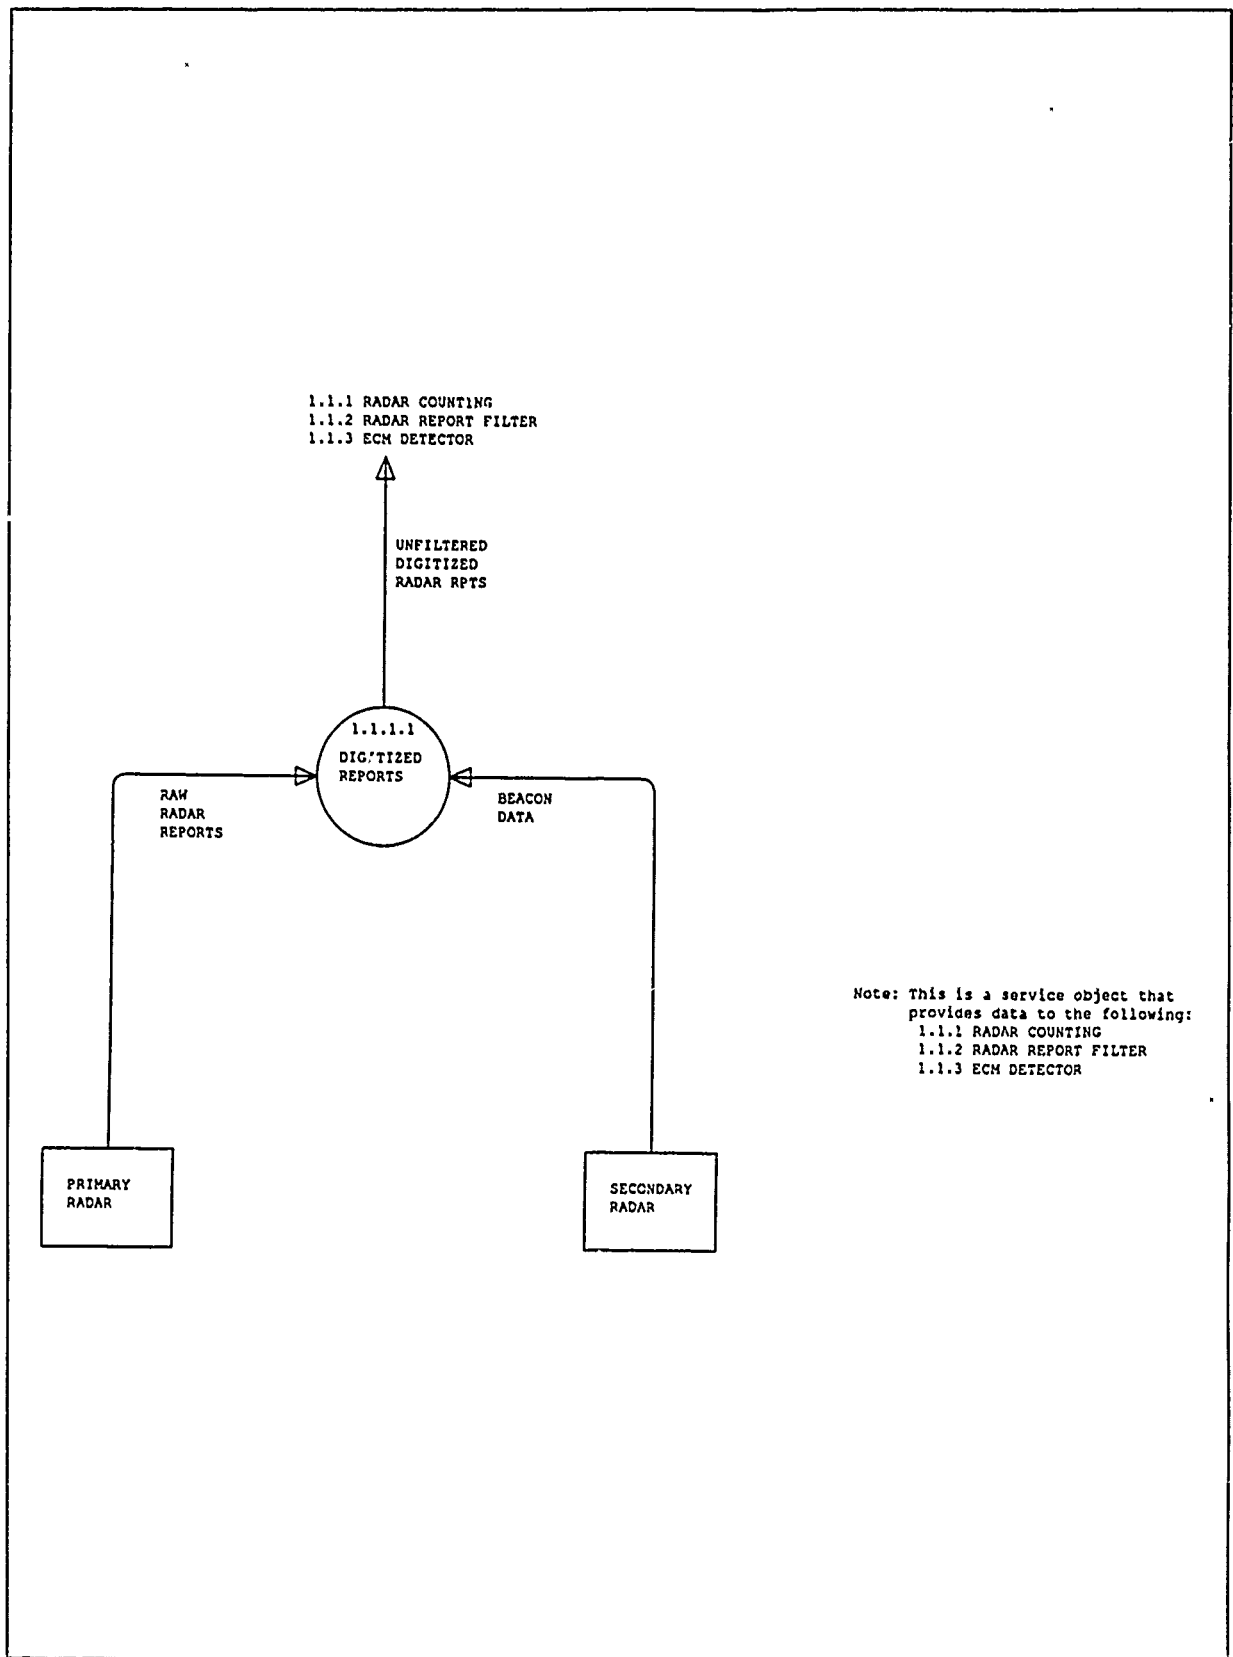 1.1.1 RADAR COUNTING
1.1.2 RADAR REPORT FILTER
1.1.3 ECM DETECTOR
UNFILTERED
DIGITIZED
RADAR RPTS
1.1.1.1
DIGITIZED
REPORTS
RAW
RADAR
REPORTS
BEACON
DATA
Note: This is a service object that
provides data to the following:
1.1.1 RADAR COUNTING
1.1.2 RADAR REPORT FILTER
1.1.3 ECM DETECTOR
PRIMARY
RADAR
SECONDARY
RADAR